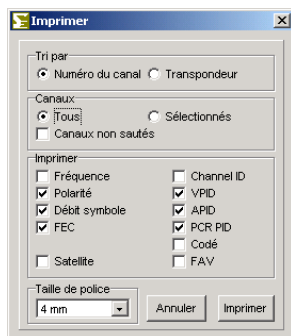 Imprimer
Tri par
Numéro du canal Transpondeur
Canaux
Tous Sélectionnés
Canaux non sautés
Imprimer
Fréquence Channel ID
Polarité VPID
Débit symbole APID
FEC PCR PID
Codé
Satellite FAV
Taille de police
4 mm Annuler Imprimer